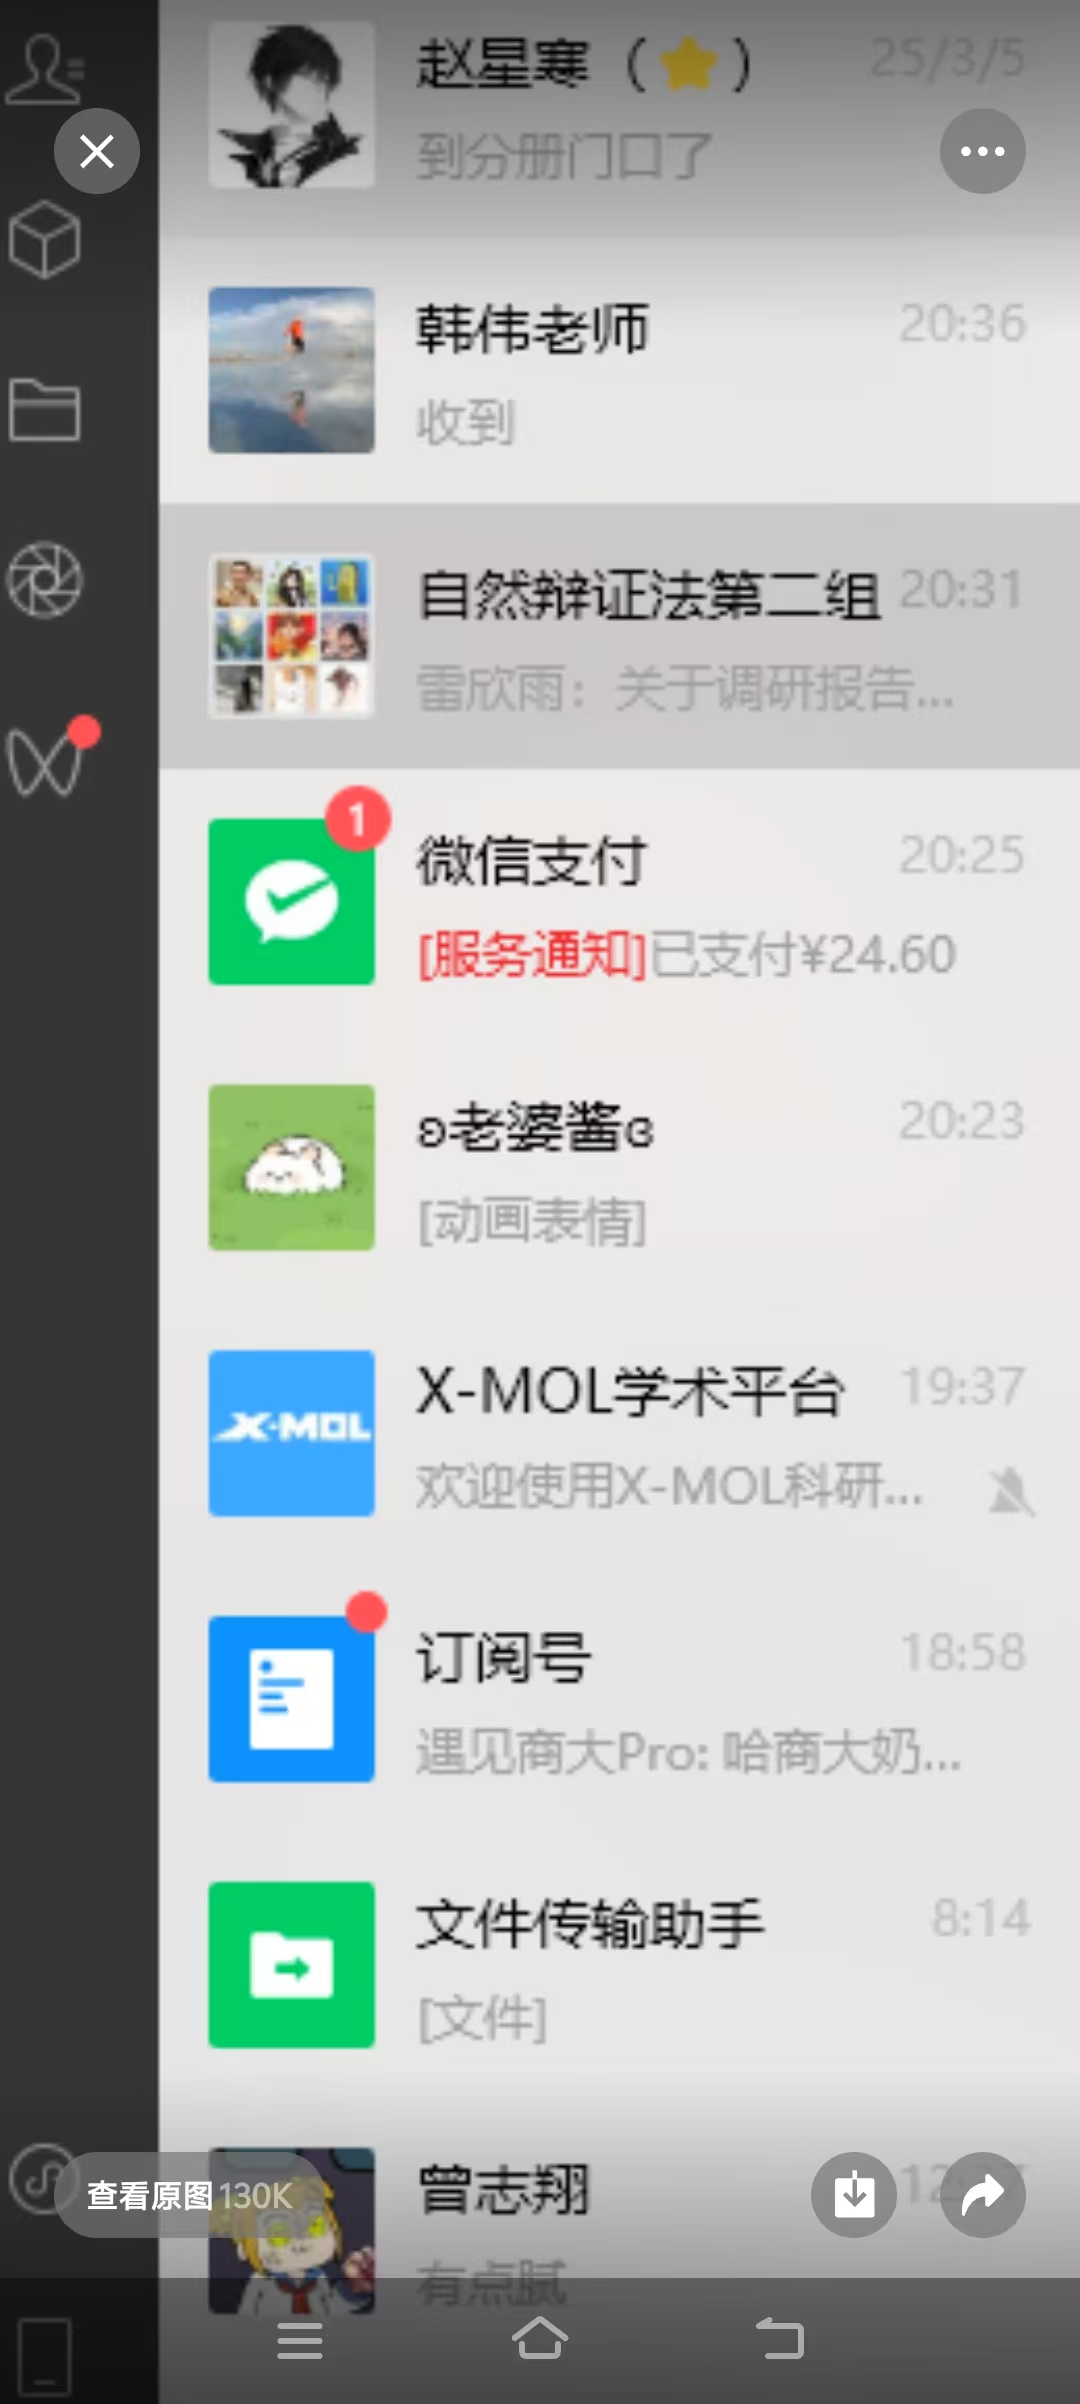 赵星寒（⭐）
25/3/5
到分册门口了
韩伟老师
20:36
收到
自然辩证法第二组
20:31
雷欣雨：关于调研报告...
1
微信支付
20:25
[服务通知]已支付¥24.60
ʚ老婆酱ɞ
20:23
[动画表情]
X-MOL学术平台
19:37
X-MOL
欢迎使用X-MOL科研...
订阅号
18:58
遇见商大Pro: 哈商大奶...
文件传输助手
8:14
[文件]
曾志翔
查看原图130K
有点腻